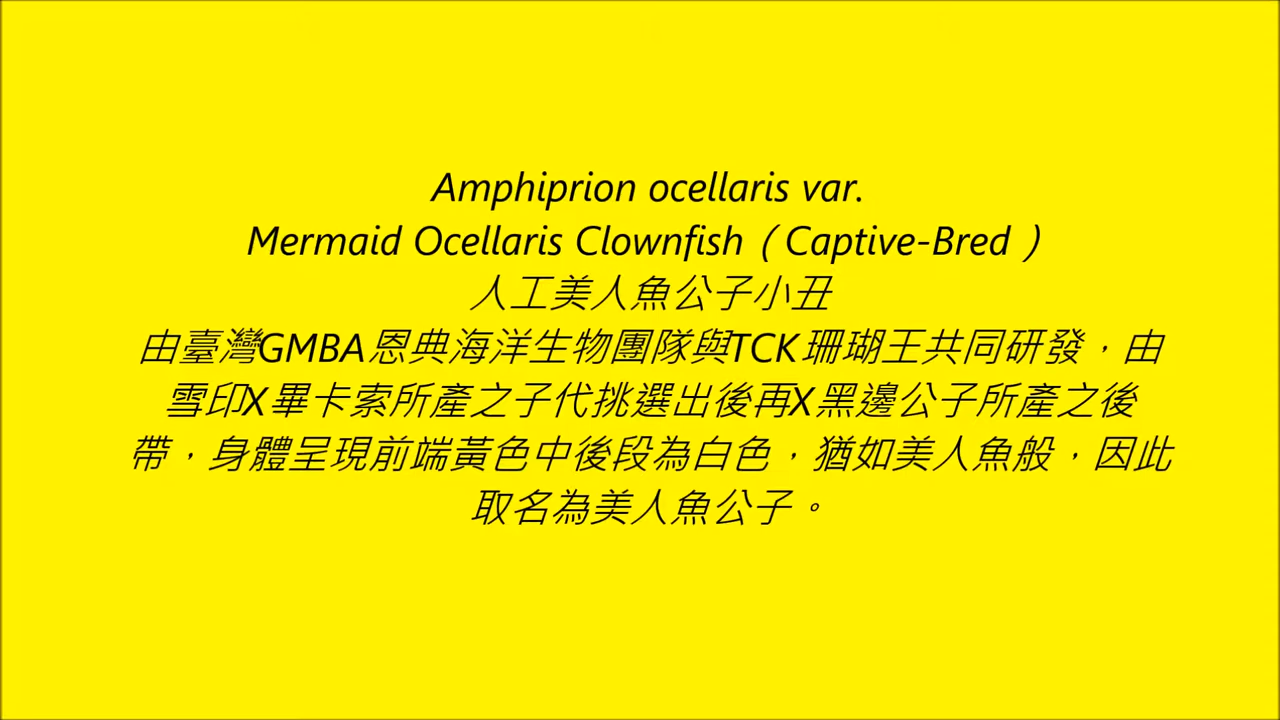 Amphiprion ocellaris var.
Mermaid Ocellaris Clownfish（Captive-Bred）
人工美人魚公子小丑
由臺灣GMBA恩典海洋生物團隊與TCK珊瑚王共同研發，由
雪印X畢卡索所產之子代挑選出後再X黑邊公子所產之後
帶，身體呈現前端黃色中後段為白色，猶如美人魚般，因此
取名為美人魚公子。